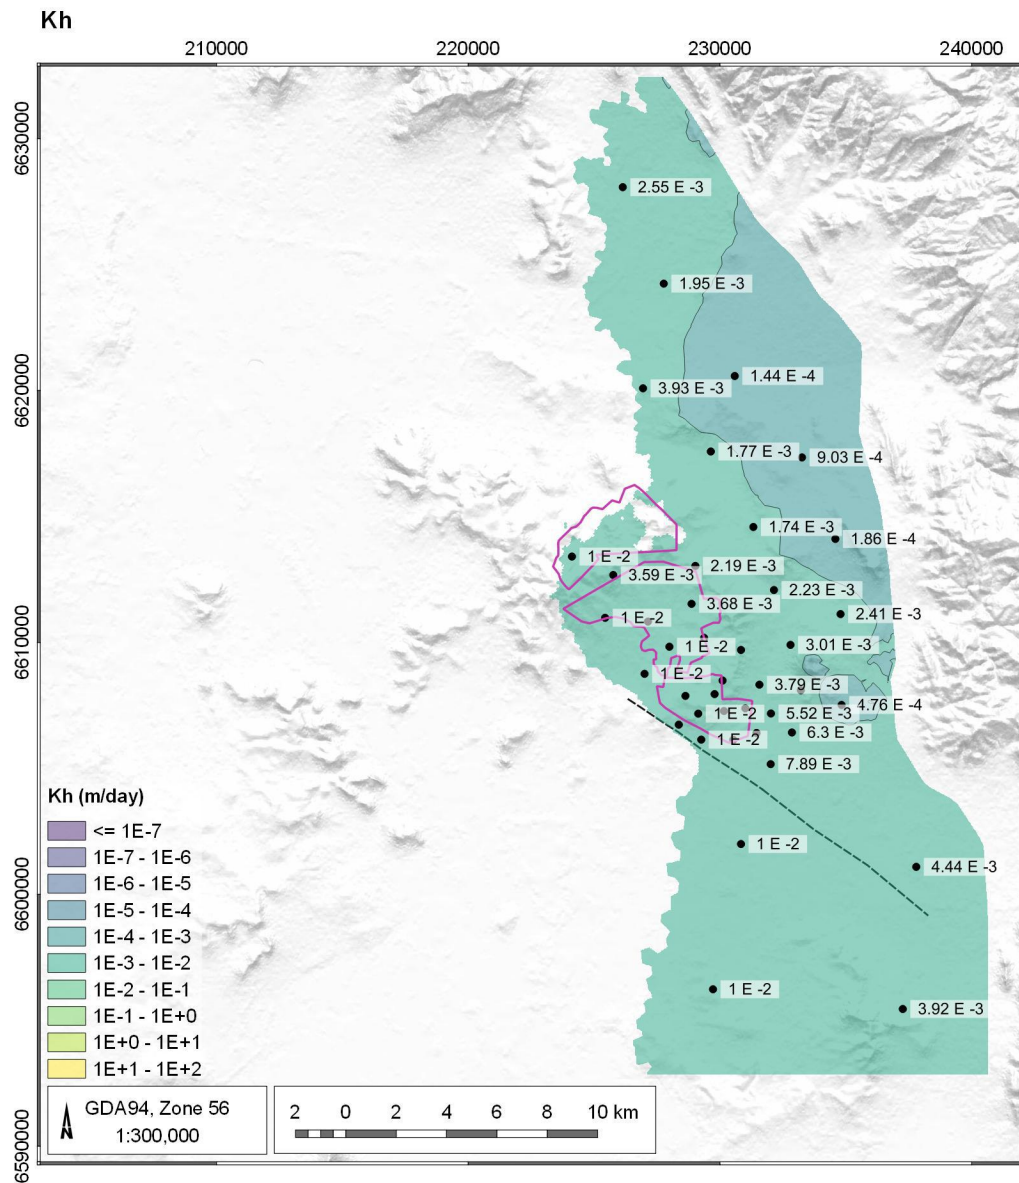 Kh
210000 220000 230000 240000
6630000
2.55 E -3
1.95 E -3
6620000
1.44 E -4
3.93 E -3
1.77 E -3
9.03 E -4
1.74 E -3
1.86 E -4
1 E -2
2.19 E -3
3.59 E -3
2.23 E -3
3.68 E -3
2.41 E -3
1 E -2
6610000
1 E -2
3.01 E -3
1 E -2
3.79 E -3
4.76 E -4
1 E -2
5.52 E -3
6.3 E -3
1 E -2
7.89 E -3
1 E -2
4.44 E -3
6600000
1 E -2
3.92 E -3
Kh (m/day)
<= 1E-7
1E-7 - 1E-6
1E-6 - 1E-5
1E-5 - 1E-4
1E-4 - 1E-3
1E-3 - 1E-2
1E-2 - 1E-1
1E-1 - 1E+0
1E+0 - 1E+1
1E+1 - 1E+2
N
GDA94, Zone 56
1:300,000
2 0 2 4 6 8 10 km
6590000